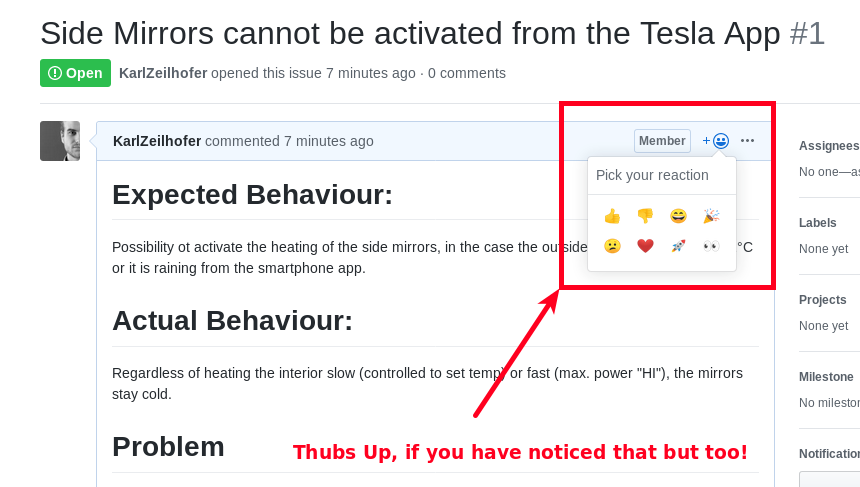 Side Mirrors cannot be activated from the Tesla App #1
Open KarlZeilhofer opened this issue 7 minutes ago · 0 comments
KarlZeilhofer commented 7 minutes ago Member +
Pick your reaction
Expected Behaviour:
Possibility ot activate the heating of the side mirrors, in the case the outside °C
or it is raining from the smartphone app.
Actual Behaviour:
Regardless of heating the interior slow (controlled to set temp) or fast (max. power "HI"), the mirrors
stay cold.
Problem
Thubs Up, if you have noticed that but too!
Assignees
No one—as
Labels
None yet
Projects
None yet
Milestone
No mileston
Notification